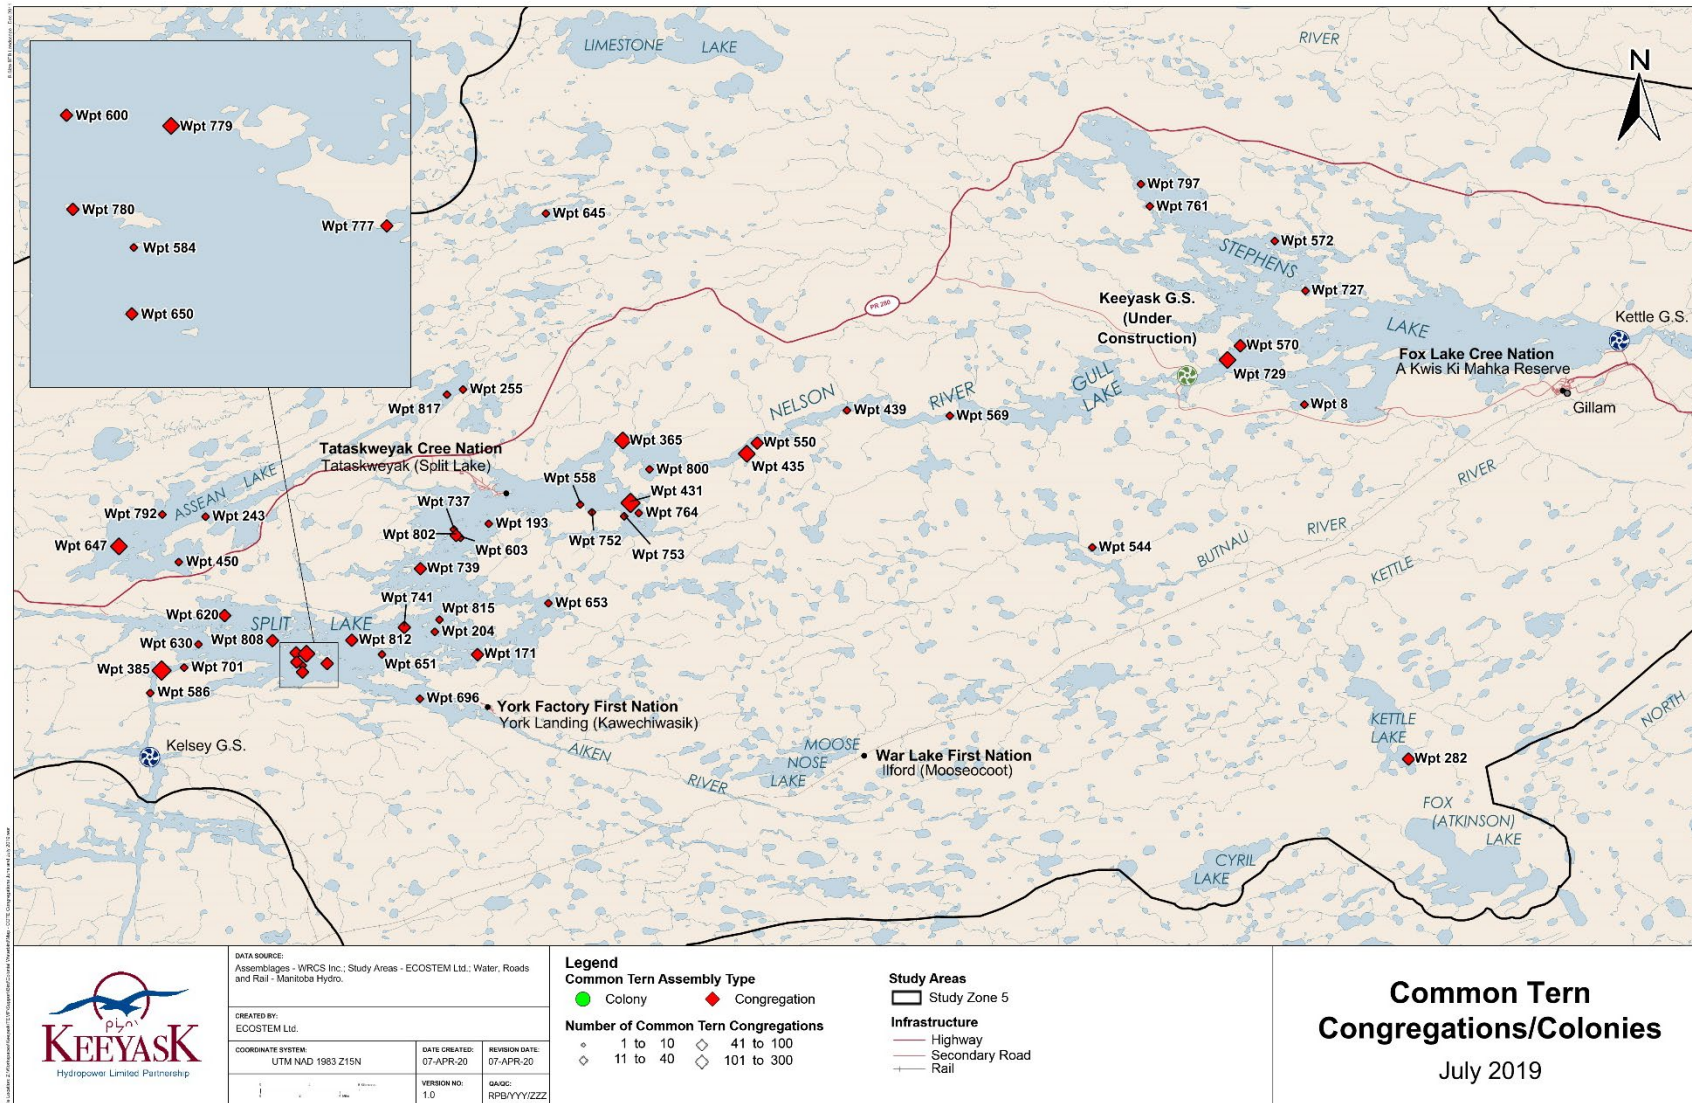 LIMESTONE LAKE
RIVER
N
Wpt 600
Wpt 779
Wpt 780
Wpt 777
Wpt 584
Wpt 650
Wpt 645
Wpt 797
Wpt 761
Wpt 572
STEPHENS
Wpt 727
LAKE
PR 280
Keeyask G.S.
(Under
Construction)
Kettle G.S.
Wpt 570
Wpt 729
Fox Lake Cree Nation
A Kwis Ki Mahka Reserve
Gillam
Wpt 8
GULL
LAKE
NELSON
RIVER
Wpt 439
Wpt 569
Wpt 255
Wpt 817
Wpt 365
Wpt 550
Wpt 435
Tataskweyak Cree Nation
Tataskweyak (Split Lake)
Wpt 800
Wpt 558
Wpt 431
Wpt 764
Wpt 752
Wpt 753
ASSEAN LAKE
Wpt 792
Wpt 243
Wpt 647
Wpt 450
Wpt 737
Wpt 193
Wpt 802
Wpt 603
Wpt 739
RIVER
BUTNAU
RIVER
KETTLE
Wpt 544
Wpt 741
Wpt 815
Wpt 653
Wpt 620
SPLIT LAKE
Wpt 204
Wpt 630
Wpt 808
Wpt 812
Wpt 651
Wpt 171
Wpt 385
Wpt 701
Wpt 586
Wpt 696
York Factory First Nation
York Landing (Kawechiwasik)
Kelsey G.S.
AIKEN
RIVER
MOOSE
NOSE
LAKE
War Lake First Nation
Ilford (Mooseocoot)
KETTLE
LAKE
Wpt 282
NORTH
FOX
(ATKINSON)
LAKE
CYRIL
LAKE
ᑭᔭᐢᐠ
KEEYASK
Hydropower Limited Partnership
DATA SOURCE:
Assemblages - WRCS Inc.; Study Areas - ECOSTEM Ltd.; Water, Roads
and Rail - Manitoba Hydro.
CREATED BY:
ECOSTEM Ltd.
COORDINATE SYSTEM:
UTM NAD 1983 Z15N
DATE CREATED:
07-APR-20
REVISION DATE:
07-APR-20
VERSION NO:
1.0
QA/QC:
RPB/YYY/ZZZ
Legend
Common Tern Assembly Type
Colony
Congregation
Number of Common Tern Congregations
1 to 10
41 to 100
11 to 40
101 to 300
Study Areas
Study Zone 5
Infrastructure
Highway
Secondary Road
Rail
Common Tern
Congregations/Colonies
July 2019